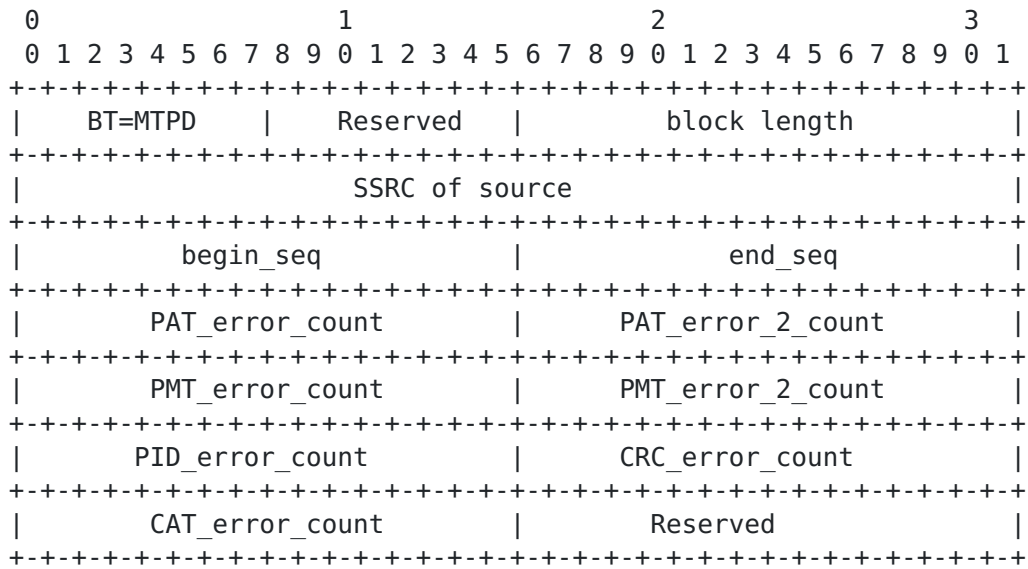 0                   1                   2                   3
 0 1 2 3 4 5 6 7 8 9 0 1 2 3 4 5 6 7 8 9 0 1 2 3 4 5 6 7 8 9 0 1
+-+-+-+-+-+-+-+-+-+-+-+-+-+-+-+-+-+-+-+-+-+-+-+-+-+-+-+-+-+-+-+-+
|    BT=MTPD    |   Reserved    |         block length          |
+-+-+-+-+-+-+-+-+-+-+-+-+-+-+-+-+-+-+-+-+-+-+-+-+-+-+-+-+-+-+-+-+
|                     SSRC of source                            |
+-+-+-+-+-+-+-+-+-+-+-+-+-+-+-+-+-+-+-+-+-+-+-+-+-+-+-+-+-+-+-+-+
|          begin_seq            |             end_seq           |
+-+-+-+-+-+-+-+-+-+-+-+-+-+-+-+-+-+-+-+-+-+-+-+-+-+-+-+-+-+-+-+-+
|        PAT_error_count        |      PAT_error_2_count        |
+-+-+-+-+-+-+-+-+-+-+-+-+-+-+-+-+-+-+-+-+-+-+-+-+-+-+-+-+-+-+-+-+
|        PMT_error_count        |      PMT_error_2_count        |
+-+-+-+-+-+-+-+-+-+-+-+-+-+-+-+-+-+-+-+-+-+-+-+-+-+-+-+-+-+-+-+-+
|       PID_error_count         |      CRC_error_count          |
+-+-+-+-+-+-+-+-+-+-+-+-+-+-+-+-+-+-+-+-+-+-+-+-+-+-+-+-+-+-+-+-+
|        CAT_error_count        |        Reserved               |
+-+-+-+-+-+-+-+-+-+-+-+-+-+-+-+-+-+-+-+-+-+-+-+-+-+-+-+-+-+-+-+-+